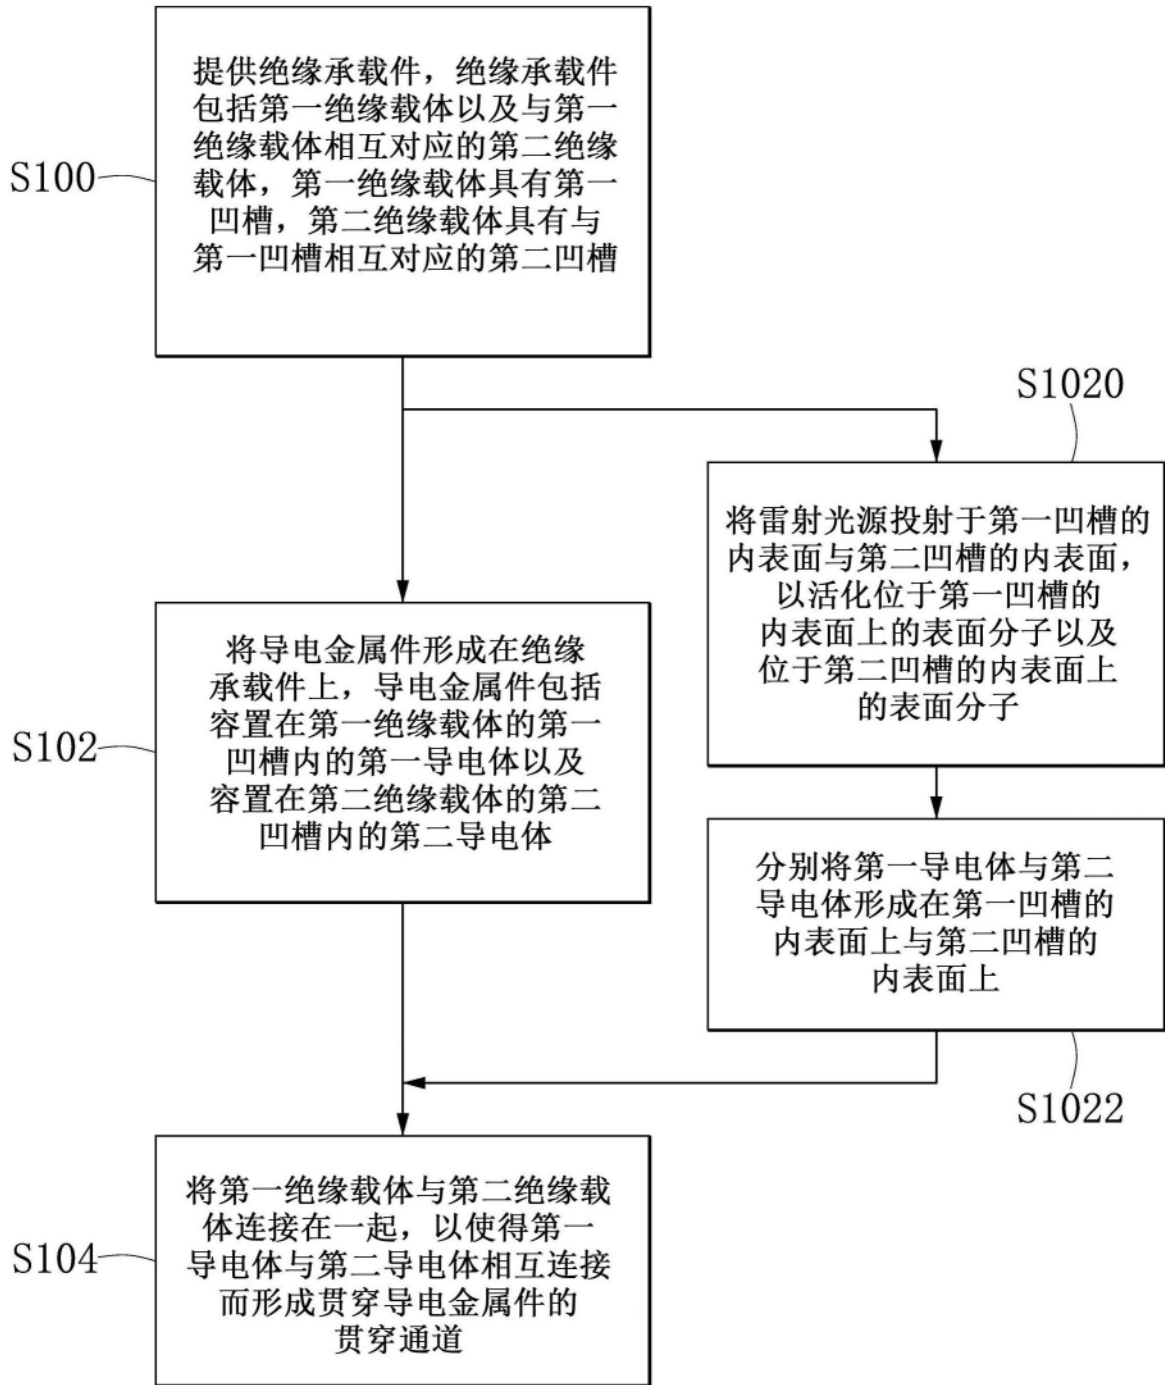 提供绝缘承载件，绝缘承载件
包括第一绝缘载体以及与第一
绝缘载体相互对应的第二绝缘
载体，第一绝缘载体具有第一
凹槽，第二绝缘载体具有与
第一凹槽相互对应的第二凹槽
S100
S1020
将雷射光源投射于第一凹槽的
内表面与第二凹槽的内表面，
以活化位于第一凹槽的
内表面上的表面分子以及
位于第二凹槽的内表面上
的表面分子
将导电金属件形成在绝缘
承载件上，导电金属件包括
容置在第一绝缘载体的第一
凹槽内的第一导电体以及
容置在第二绝缘载体的第二
凹槽内的第二导电体
S102
分别将第一导电体与第二
导电体形成在第一凹槽的
内表面上与第二凹槽的
内表面上
S1022
将第一绝缘载体与第二绝缘载
体连接在一起，以使得第一
导电体与第二导电体相互连接
而形成贯穿导电金属件的
贯穿通道
S104